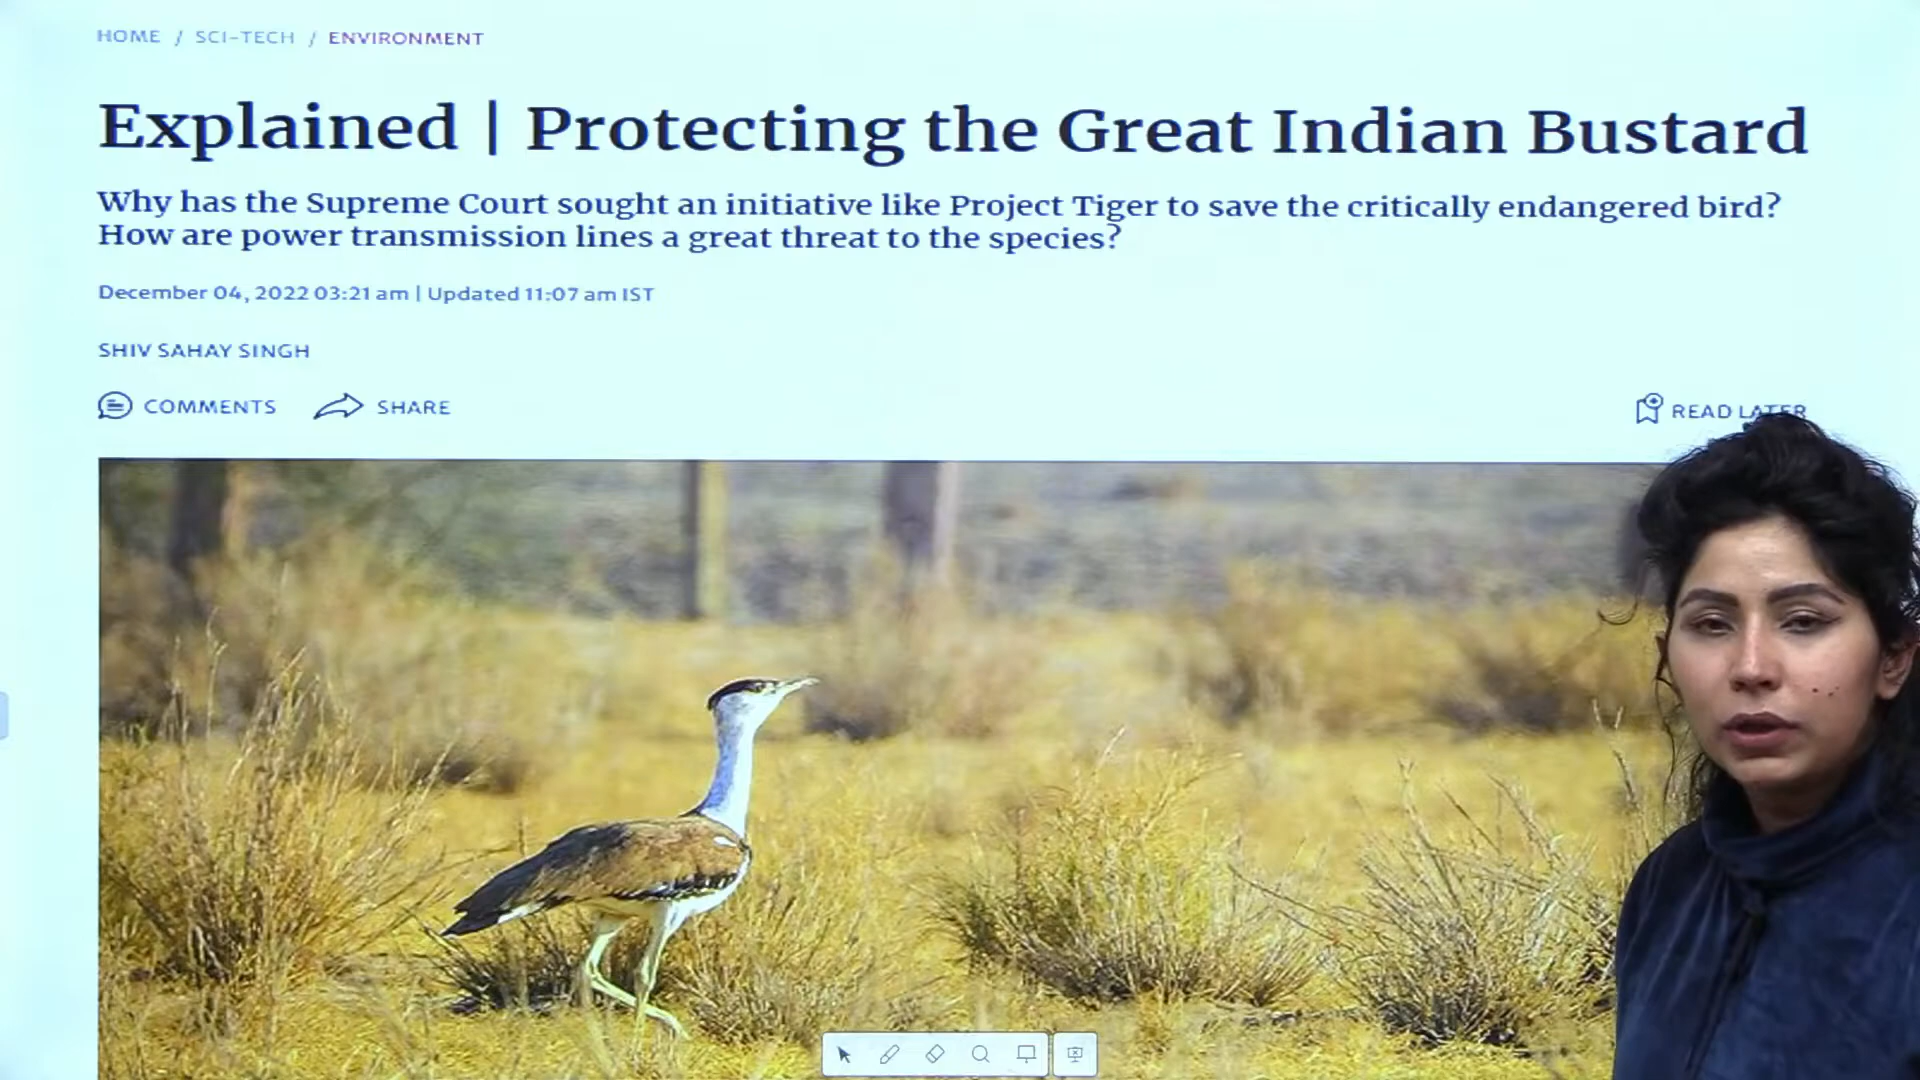 HOME / SCI-TECH / ENVIRONMENT
Explained | Protecting the Great Indian Bustard
Why has the Supreme Court sought an initiative like Project Tiger to save the critically endangered bird?
How are power transmission lines a great threat to the species?
December 04, 2022 03:21 am | Updated 11:07 am IST
SHIV SAHAY SINGH
COMMENTS SHARE READ LATER